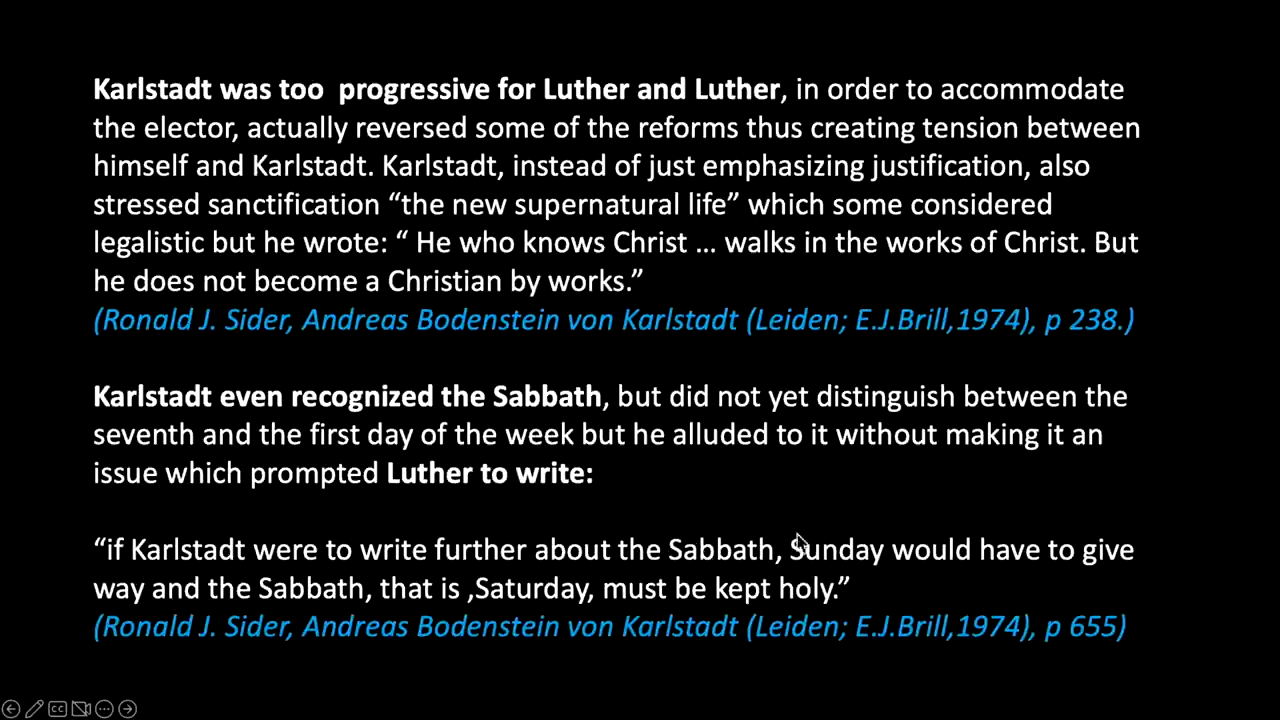 Karlstadt was too  progressive for Luther and Luther, in order to accommodate
the elector, actually reversed some of the reforms thus creating tension between
himself and Karlstadt. Karlstadt, instead of just emphasizing justification, also
stressed sanctification “the new supernatural life” which some considered
legalistic but he wrote: “ He who knows Christ ... walks in the works of Christ. But
he does not become a Christian by works.”
(Ronald J. Sider, Andreas Bodenstein von Karlstadt (Leiden; E.J.Brill,1974), p 238.)
Karlstadt even recognized the Sabbath, but did not yet distinguish between the
seventh and the first day of the week but he alluded to it without making it an
issue which prompted Luther to write:
“if Karlstadt were to write further about the Sabbath, Sunday would have to give
way and the Sabbath, that is ,Saturday, must be kept holy.”
(Ronald J. Sider, Andreas Bodenstein von Karlstadt (Leiden; E.J.Brill,1974), p 655)
CC